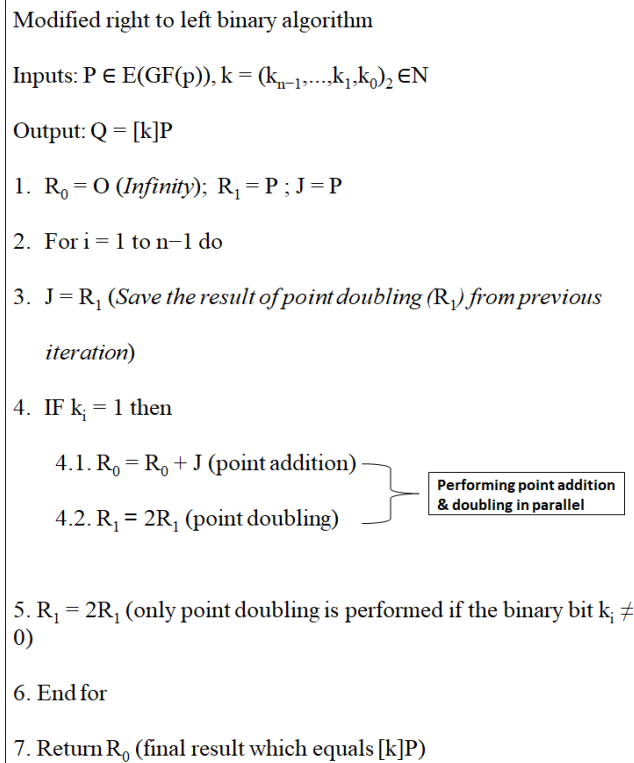 Modified right to left binary algorithm
Inputs: P ∈ E(GF(p)), k = (kₙ₋₁,...,k₁,k₀)₂ ∈N
Output: Q = [k]P
1. R₀ = O (Infinity); R₁ = P ; J = P
2. For i = 1 to n−1 do
3. J = R₁ (Save the result of point doubling (R₁) from previous
iteration)
4. IF kᵢ = 1 then
4.1. R₀ = R₀ + J (point addition)
4.2. R₁ = 2R₁ (point doubling)
Performing point addition
& doubling in parallel
5. R₁ = 2R₁ (only point doubling is performed if the binary bit kᵢ ≠
0)
6. End for
7. Return R₀ (final result which equals [k]P)